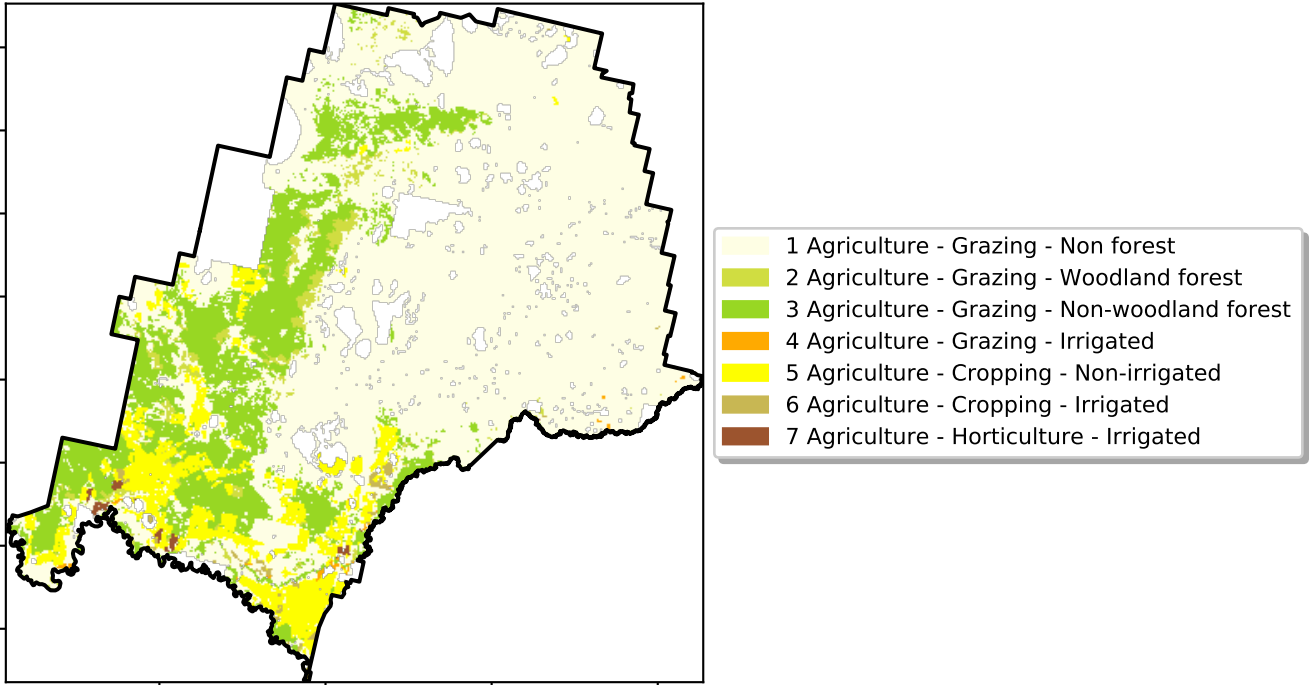 1 Agriculture - Grazing - Non forest
2 Agriculture - Grazing - Woodland forest
3 Agriculture - Grazing - Non-woodland forest
4 Agriculture - Grazing - Irrigated
5 Agriculture - Cropping - Non-irrigated
6 Agriculture - Cropping - Irrigated
7 Agriculture - Horticulture - Irrigated